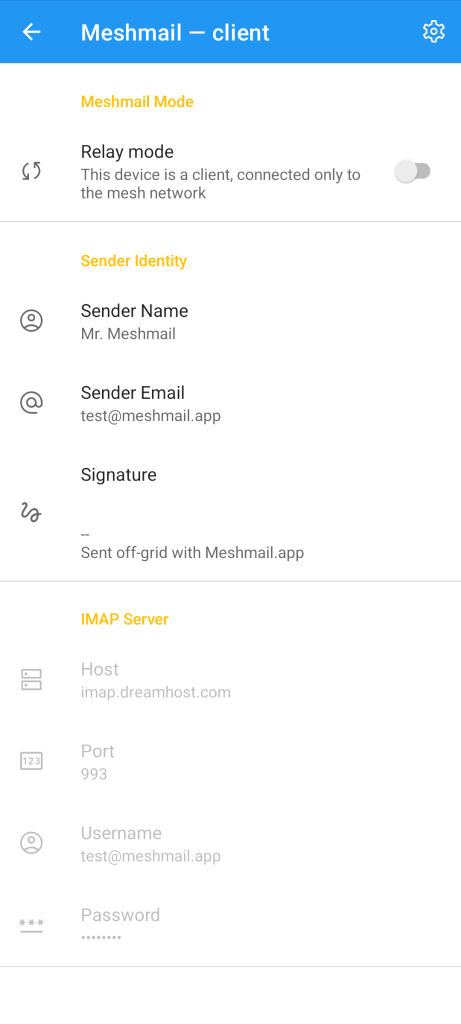 Meshmail — client
Meshmail Mode
Relay mode
This device is a client, connected only to
the mesh network
Sender Identity
Sender Name
Mr. Meshmail
Sender Email
test@meshmail.app
Signature
--
Sent off-grid with Meshmail.app
IMAP Server
Host
imap.dreamhost.com
Port
123
993
Username
test@meshmail.app
Password
***
••••••••